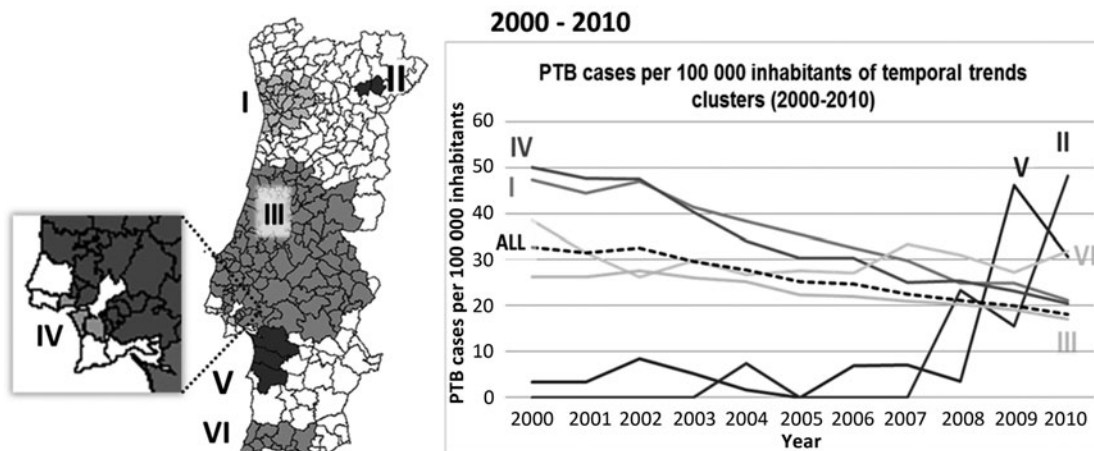 2000 - 2010
I
II
III
IV
V
VI
PTB cases per 100 000 inhabitants of temporal trends
clusters (2000-2010)
PTB cases per 100 000 inhabitants
60
50
40
30
20
10
0
IV
I
ALL
V
II
VI
III
2000 2001 2002 2003 2004 2005 2006 2007 2008 2009 2010
Year